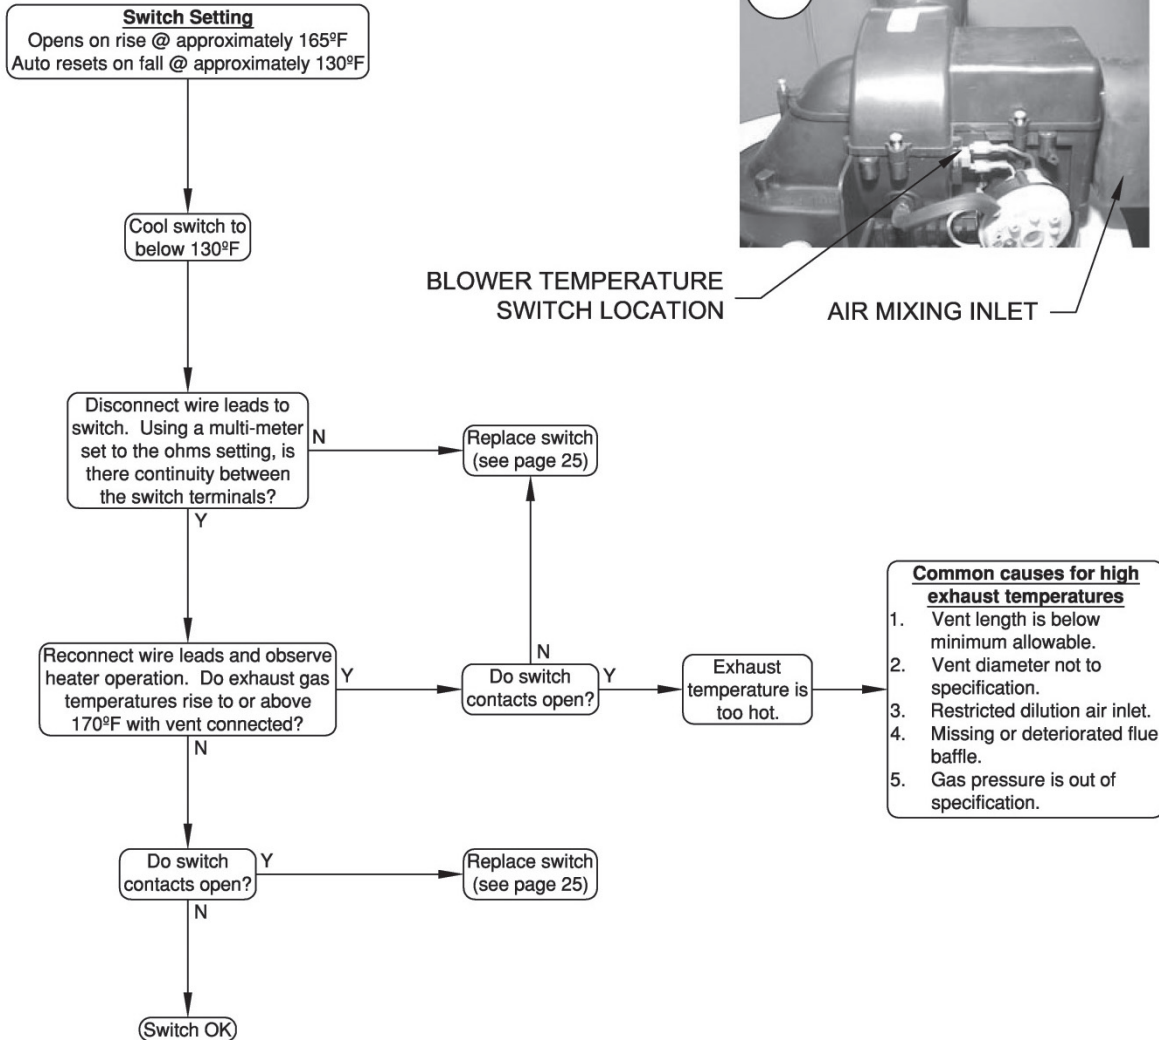 Switch Setting
Opens on rise @ approximately 165ºF
Auto resets on fall @ approximately 130ºF
Cool switch to
below 130ºF
BLOWER TEMPERATURE
SWITCH LOCATION
AIR MIXING INLET
Disconnect wire leads to
switch. Using a multi-meter
set to the ohms setting, is
there continuity between
the switch terminals?
N
Replace switch
(see page 25)
Y
Reconnect wire leads and observe
heater operation. Do exhaust gas
temperatures rise to or above
170ºF with vent connected?
Y
N
Do switch
contacts open?
N
Y
Exhaust
temperature is
too hot.
Common causes for high
exhaust temperatures
1. Vent length is below
minimum allowable.
2. Vent diameter not to
specification.
3. Restricted dilution air inlet.
4. Missing or deteriorated flue
baffle.
5. Gas pressure is out of
specification.
Do switch
contacts open?
Y
Replace switch
(see page 25)
N
Switch OK